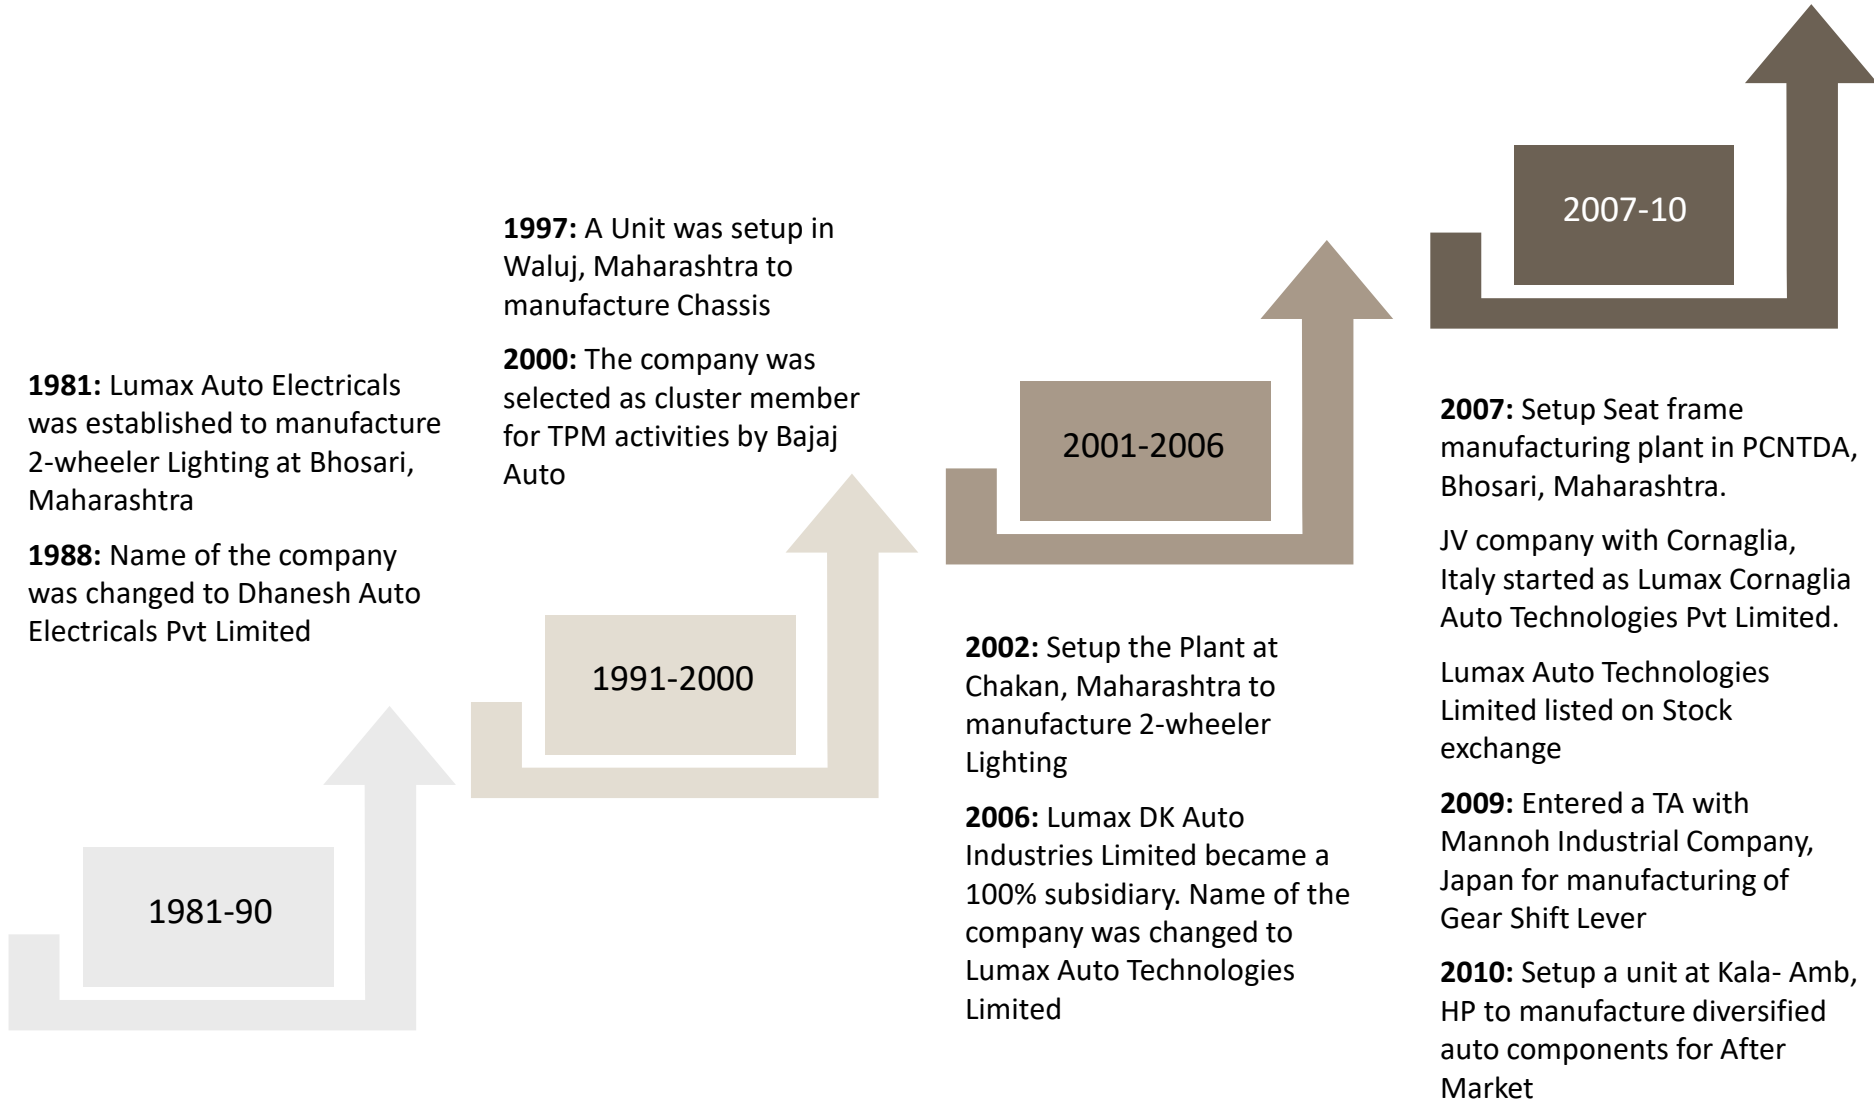 1981: Lumax Auto Electricals
was established to manufacture
2-wheeler Lighting at Bhosari,
Maharashtra
1988: Name of the company
was changed to Dhanesh Auto
Electricals Pvt Limited
1981-90
1997: A Unit was setup in
Waluj, Maharashtra to
manufacture Chassis
2000: The company was
selected as cluster member
for TPM activities by Bajaj
Auto
1991-2000
2001-2006
2002: Setup the Plant at
Chakan, Maharashtra to
manufacture 2-wheeler
Lighting
2006: Lumax DK Auto
Industries Limited became a
100% subsidiary. Name of the
company was changed to
Lumax Auto Technologies
Limited
2007-10
2007: Setup Seat frame
manufacturing plant in PCNTDA,
Bhosari, Maharashtra.
JV company with Cornaglia,
Italy started as Lumax Cornaglia
Auto Technologies Pvt Limited.
Lumax Auto Technologies
Limited listed on Stock
exchange
2009: Entered a TA with
Mannoh Industrial Company,
Japan for manufacturing of
Gear Shift Lever
2010: Setup a unit at Kala- Amb,
HP to manufacture diversified
auto components for After
Market